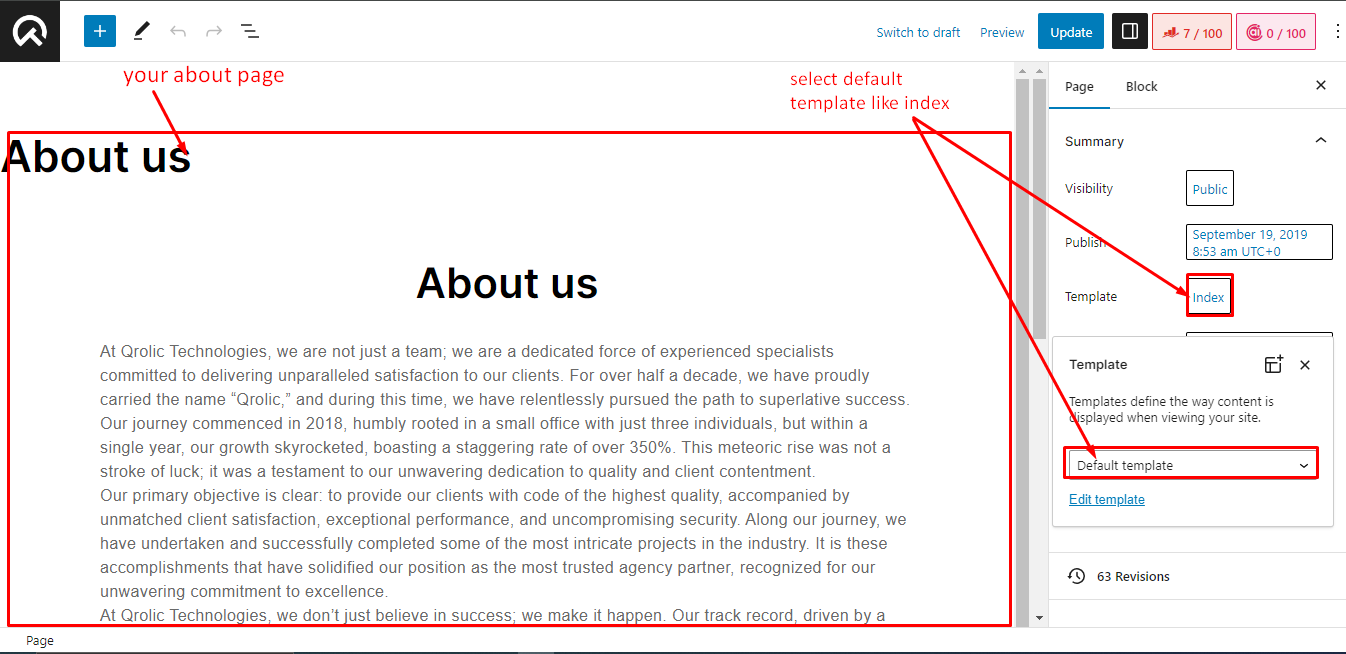 Switch to draft
Preview
Update
7 / 100
0 / 100
your about page
select default
template like index
Page
Block
About us
Summary
Visibility
Public
Publish
September 19, 2019
8:53 am UTC+0
Template
Index
About us
At Qrolic Technologies, we are not just a team; we are a dedicated force of experienced specialists
committed to delivering unparalleled satisfaction to our clients. For over half a decade, we have proudly
carried the name “Qrolic,” and during this time, we have relentlessly pursued the path to superlative success.
Our journey commenced in 2018, humbly rooted in a small office with just three individuals, but within a
single year, our growth skyrocketed, boasting a staggering rate of over 350%. This meteoric rise was not a
stroke of luck; it was a testament to our unwavering dedication to quality and client contentment.
Our primary objective is clear: to provide our clients with code of the highest quality, accompanied by
unmatched client satisfaction, exceptional performance, and uncompromising security. Along our journey, we
have undertaken and successfully completed some of the most intricate projects in the industry. It is these
accomplishments that have solidified our position as the most trusted agency partner, recognized for our
unwavering commitment to excellence.
At Qrolic Technologies, we don’t just believe in success; we make it happen. Our track record, driven by a
Template
Templates define the way content is
displayed when viewing your site.
Default template
Edit template
63 Revisions
Page